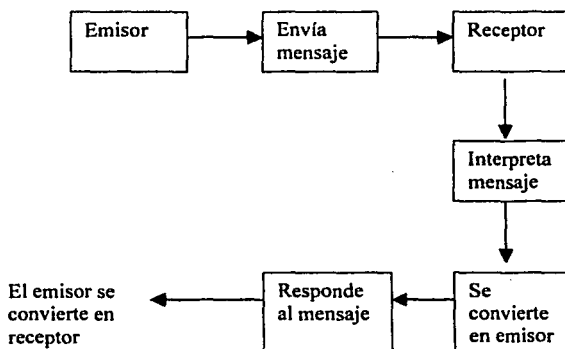 Emisor
Envía
mensaje
Receptor
Interpreta
mensaje
Se
convierte
en emisor
Responde
al mensaje
El emisor se
convierte en
receptor